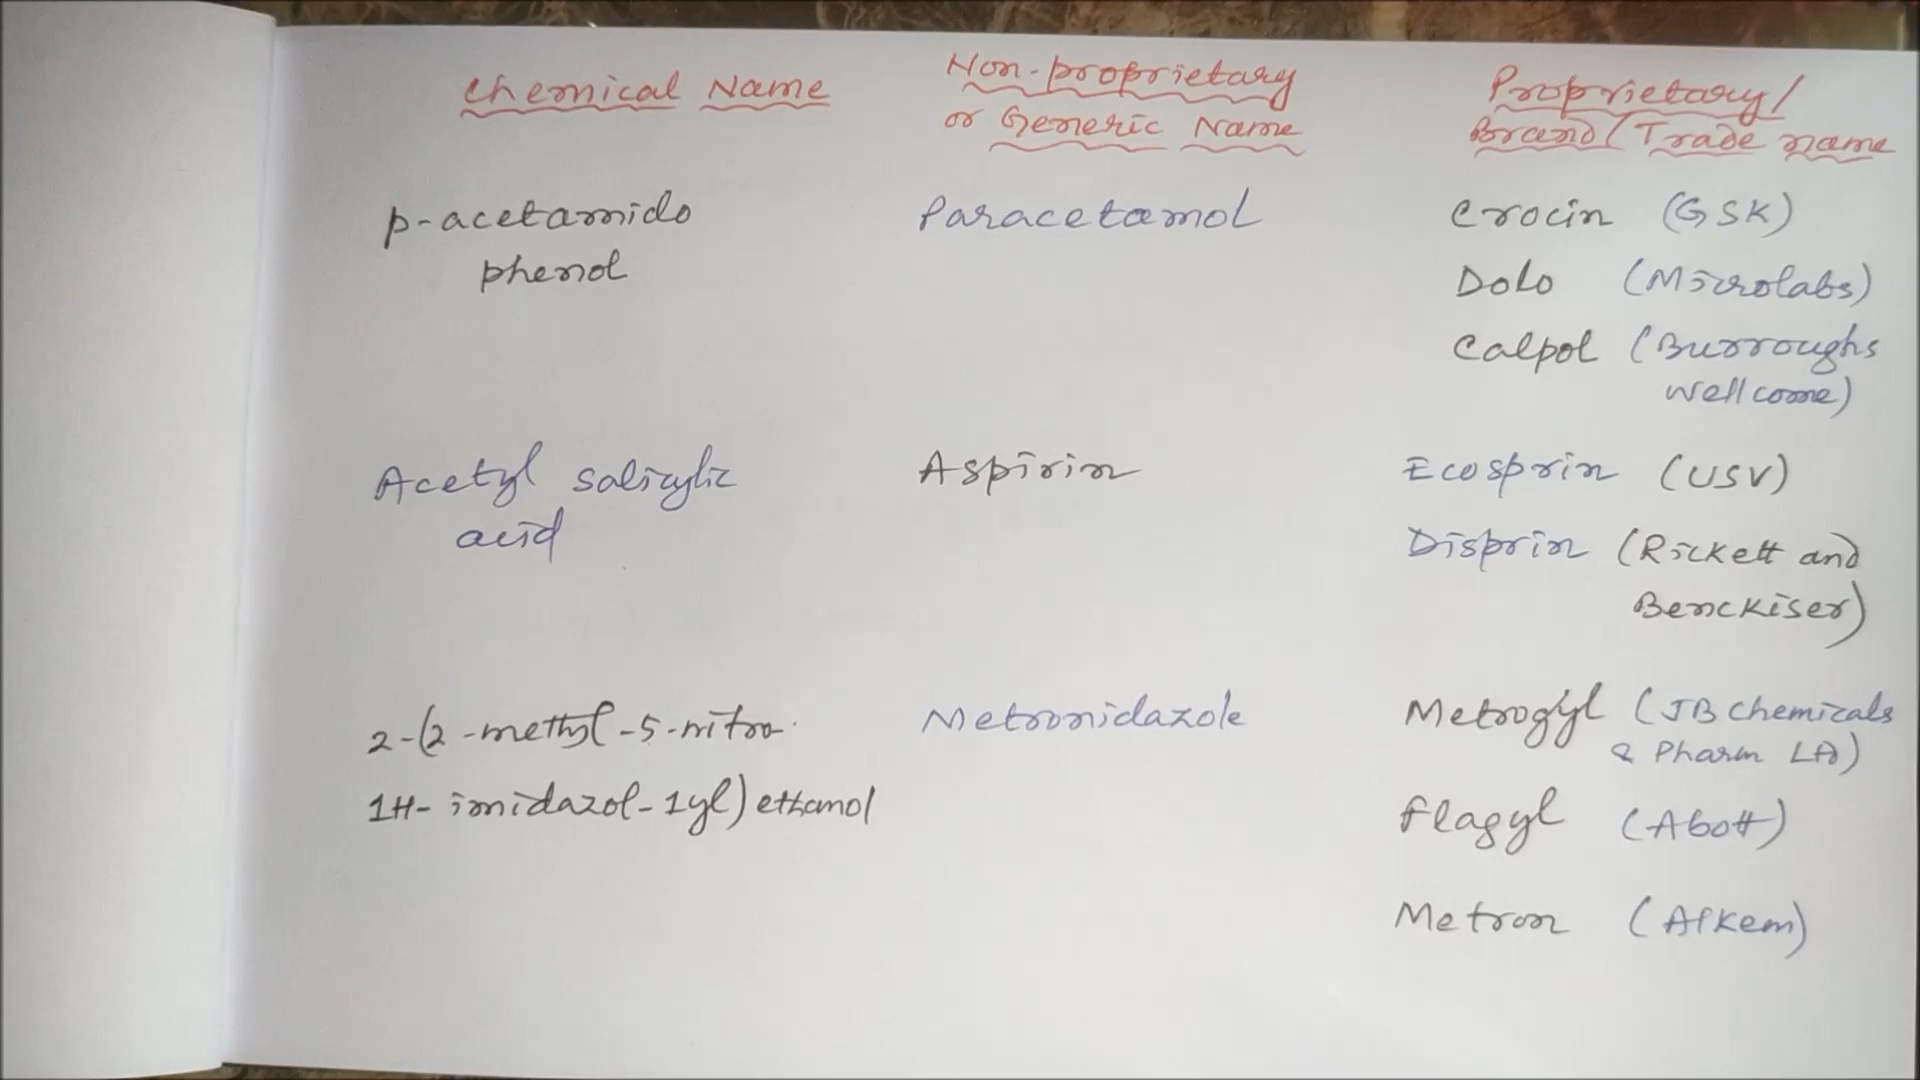 Chemical Name
Non-proprietary
or Generic Name
Proprietary/
Brand/Trade name
p-acetamido
phenol
Paracetamol
Crocin (GSK)
Dolo (Microlabs)
Calpol (Burroughs
wellcome)
Acetyl salicylic
acid
Aspirin
Ecosprin (USV)
Disprin (Rickett and
Benckiser)
2-(2-methyl-5-nitro
1H-imidazol-1yl)ethanol
Metronidazole
Metrogyl (JB Chemicals
& Pharm Ltd)
Flagyl (Abott)
Metron (Alkem)